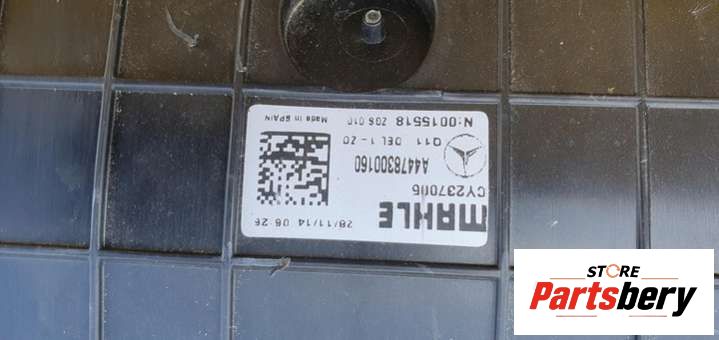 MAHLE
28/11/14 08:26
CY237006
A4478300160
Q11 DEL 1-20
N:0015518 206 010
Made in SPAIN
STORE
Partsbery